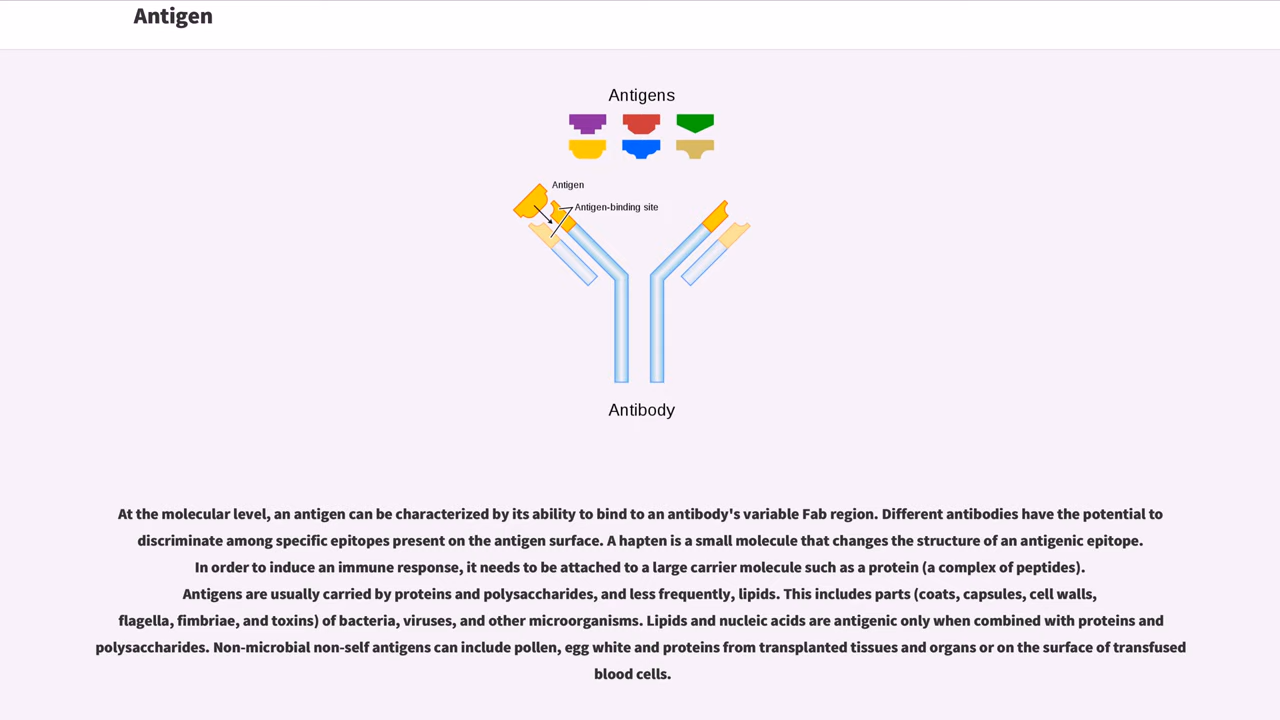 Antigen
Antigens
Antigen
Antigen-binding site
Antibody
At the molecular level, an antigen can be characterized by its ability to bind to an antibody's variable Fab region. Different antibodies have the potential to
discriminate among specific epitopes present on the antigen surface. A hapten is a small molecule that changes the structure of an antigenic epitope.
In order to induce an immune response, it needs to be attached to a large carrier molecule such as a protein (a complex of peptides).
Antigens are usually carried by proteins and polysaccharides, and less frequently, lipids. This includes parts (coats, capsules, cell walls,
flagella, fimbriae, and toxins) of bacteria, viruses, and other microorganisms. Lipids and nucleic acids are antigenic only when combined with proteins and
polysaccharides. Non-microbial non-self antigens can include pollen, egg white and proteins from transplanted tissues and organs or on the surface of transfused
blood cells.